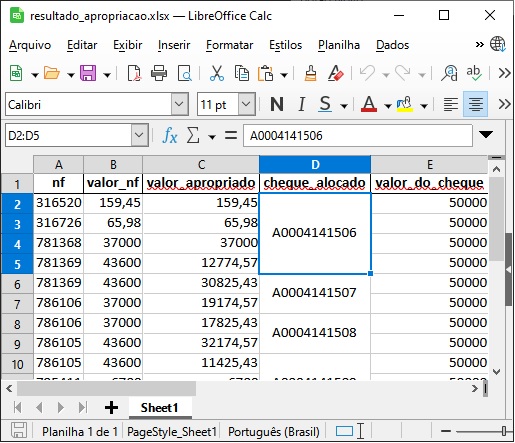 resultado_apropriacao.xlsx — LibreOffice Calc
Arquivo Editar Exibir Inserir Formatar Estilos Planilha Dados »
Calibri 11 pt N I S A
D2:D5 fx Σ = A0004141506
A B C D E
1 nf valor_nf valor_apropriado cheque_alocado valor_do_cheque
2 316520 159,45 159,45 50000
3 316726 65,98 65,98 50000
A0004141506
4 781368 37000 37000 50000
5 781369 43600 12774,57 50000
6 781369 43600 30825,43 50000
A0004141507
7 786106 37000 19174,57 50000
8 786106 37000 17825,43 50000
A0004141508
9 786105 43600 32174,57 50000
10 786105 43600 11425,43 50000
Sheet1
Planilha 1 de 1 PageStyle_Sheet1 Português (Brasil)